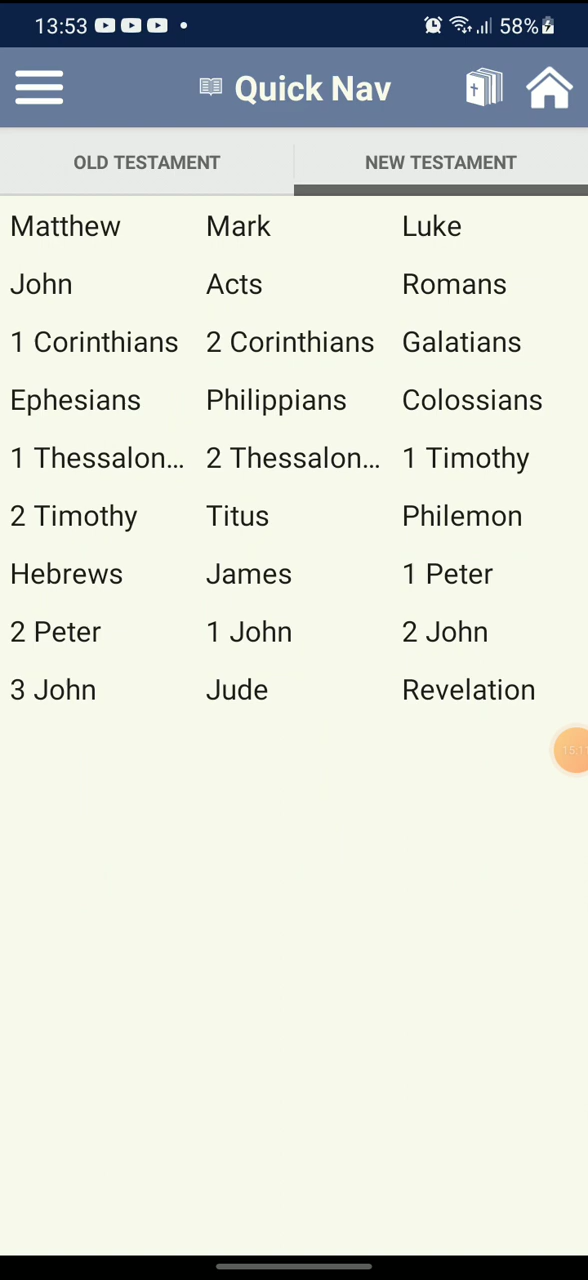 13:53 58%
Quick Nav
OLD TESTAMENT NEW TESTAMENT
Matthew Mark Luke
John Acts Romans
1 Corinthians 2 Corinthians Galatians
Ephesians Philippians Colossians
1 Thessalon... 2 Thessalon... 1 Timothy
2 Timothy Titus Philemon
Hebrews James 1 Peter
2 Peter 1 John 2 John
3 John Jude Revelation